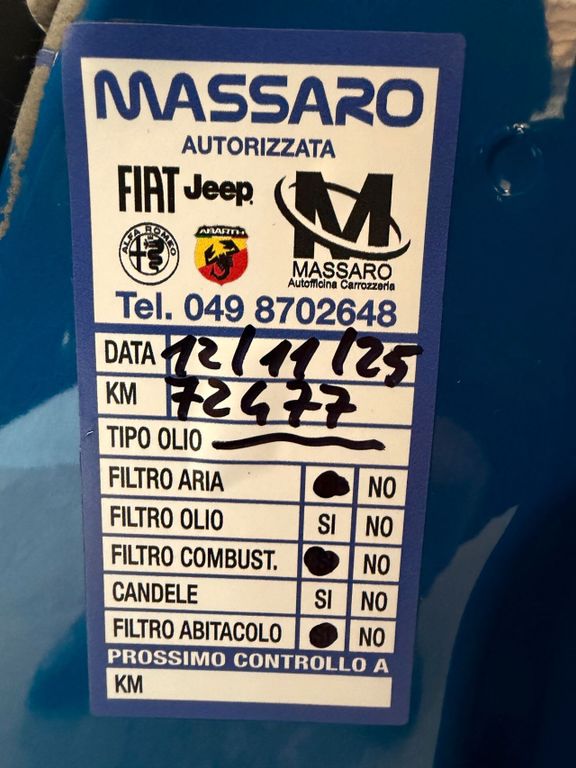 MASSARO
AUTORIZZATA
FIAT Jeep
ALFA ROMEO ABARTH
M
MASSARO
Autofficina Carrozzeria
Tel. 049 8702648
DATA 12/11/25
KM 72477
TIPO OLIO
FILTRO ARIA NO
FILTRO OLIO SI NO
FILTRO COMBUST. NO
CANDELE SI NO
FILTRO ABITACOLO SI NO
PROSSIMO CONTROLLO A
KM